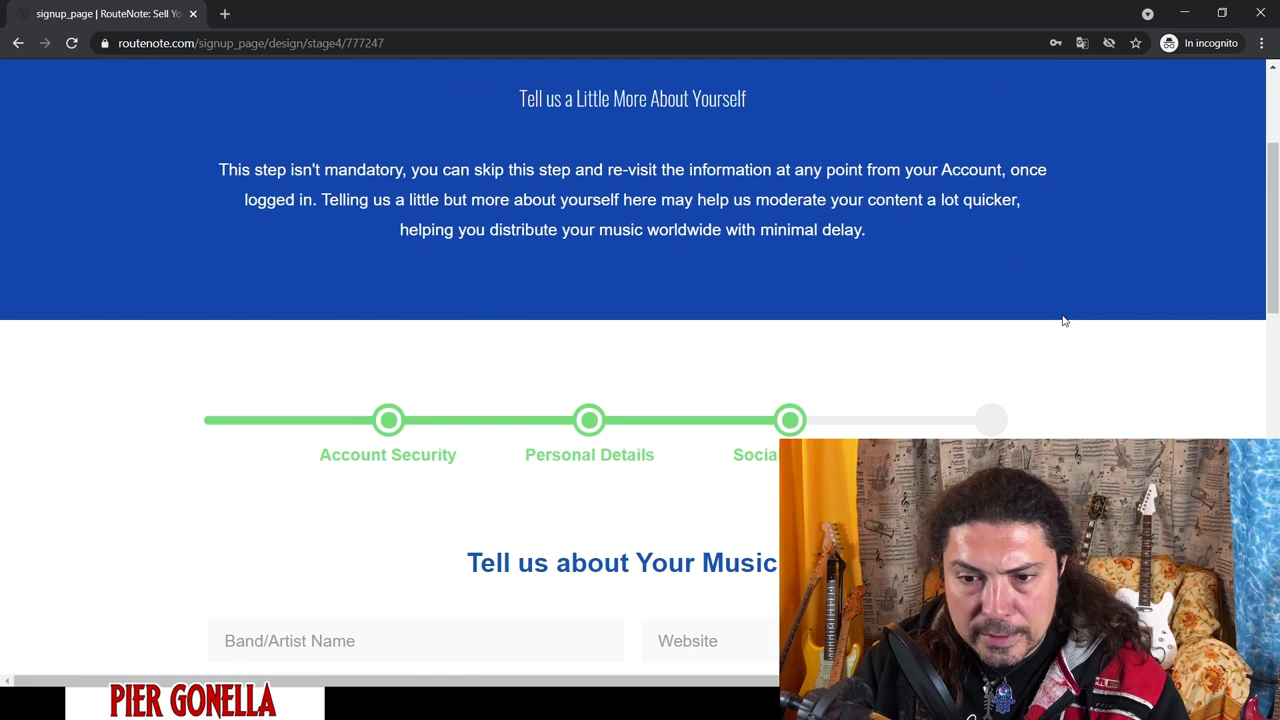 signup_page | RouteNote: Sell Yo
routenote.com/signup_page/design/stage4/777247
In incognito
Tell us a Little More About Yourself
This step isn't mandatory, you can skip this step and re-visit the information at any point from your Account, once
logged in. Telling us a little but more about yourself here may help us moderate your content a lot quicker,
helping you distribute your music worldwide with minimal delay.
Account Security
Personal Details
Socia
Tell us about Your Music
Band/Artist Name
Website
PIER GONELLA